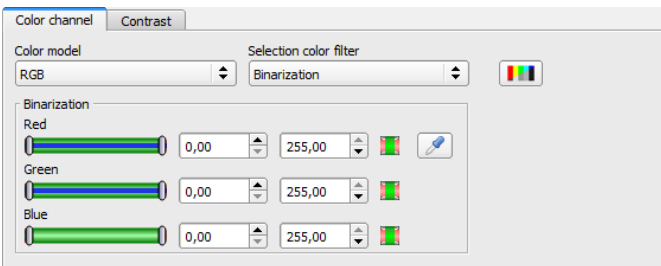 Color channel Contrast
Color model Selection color filter
RGB Binarization
Binarization
Red
0,00 255,00
Green
0,00 255,00
Blue
0,00 255,00